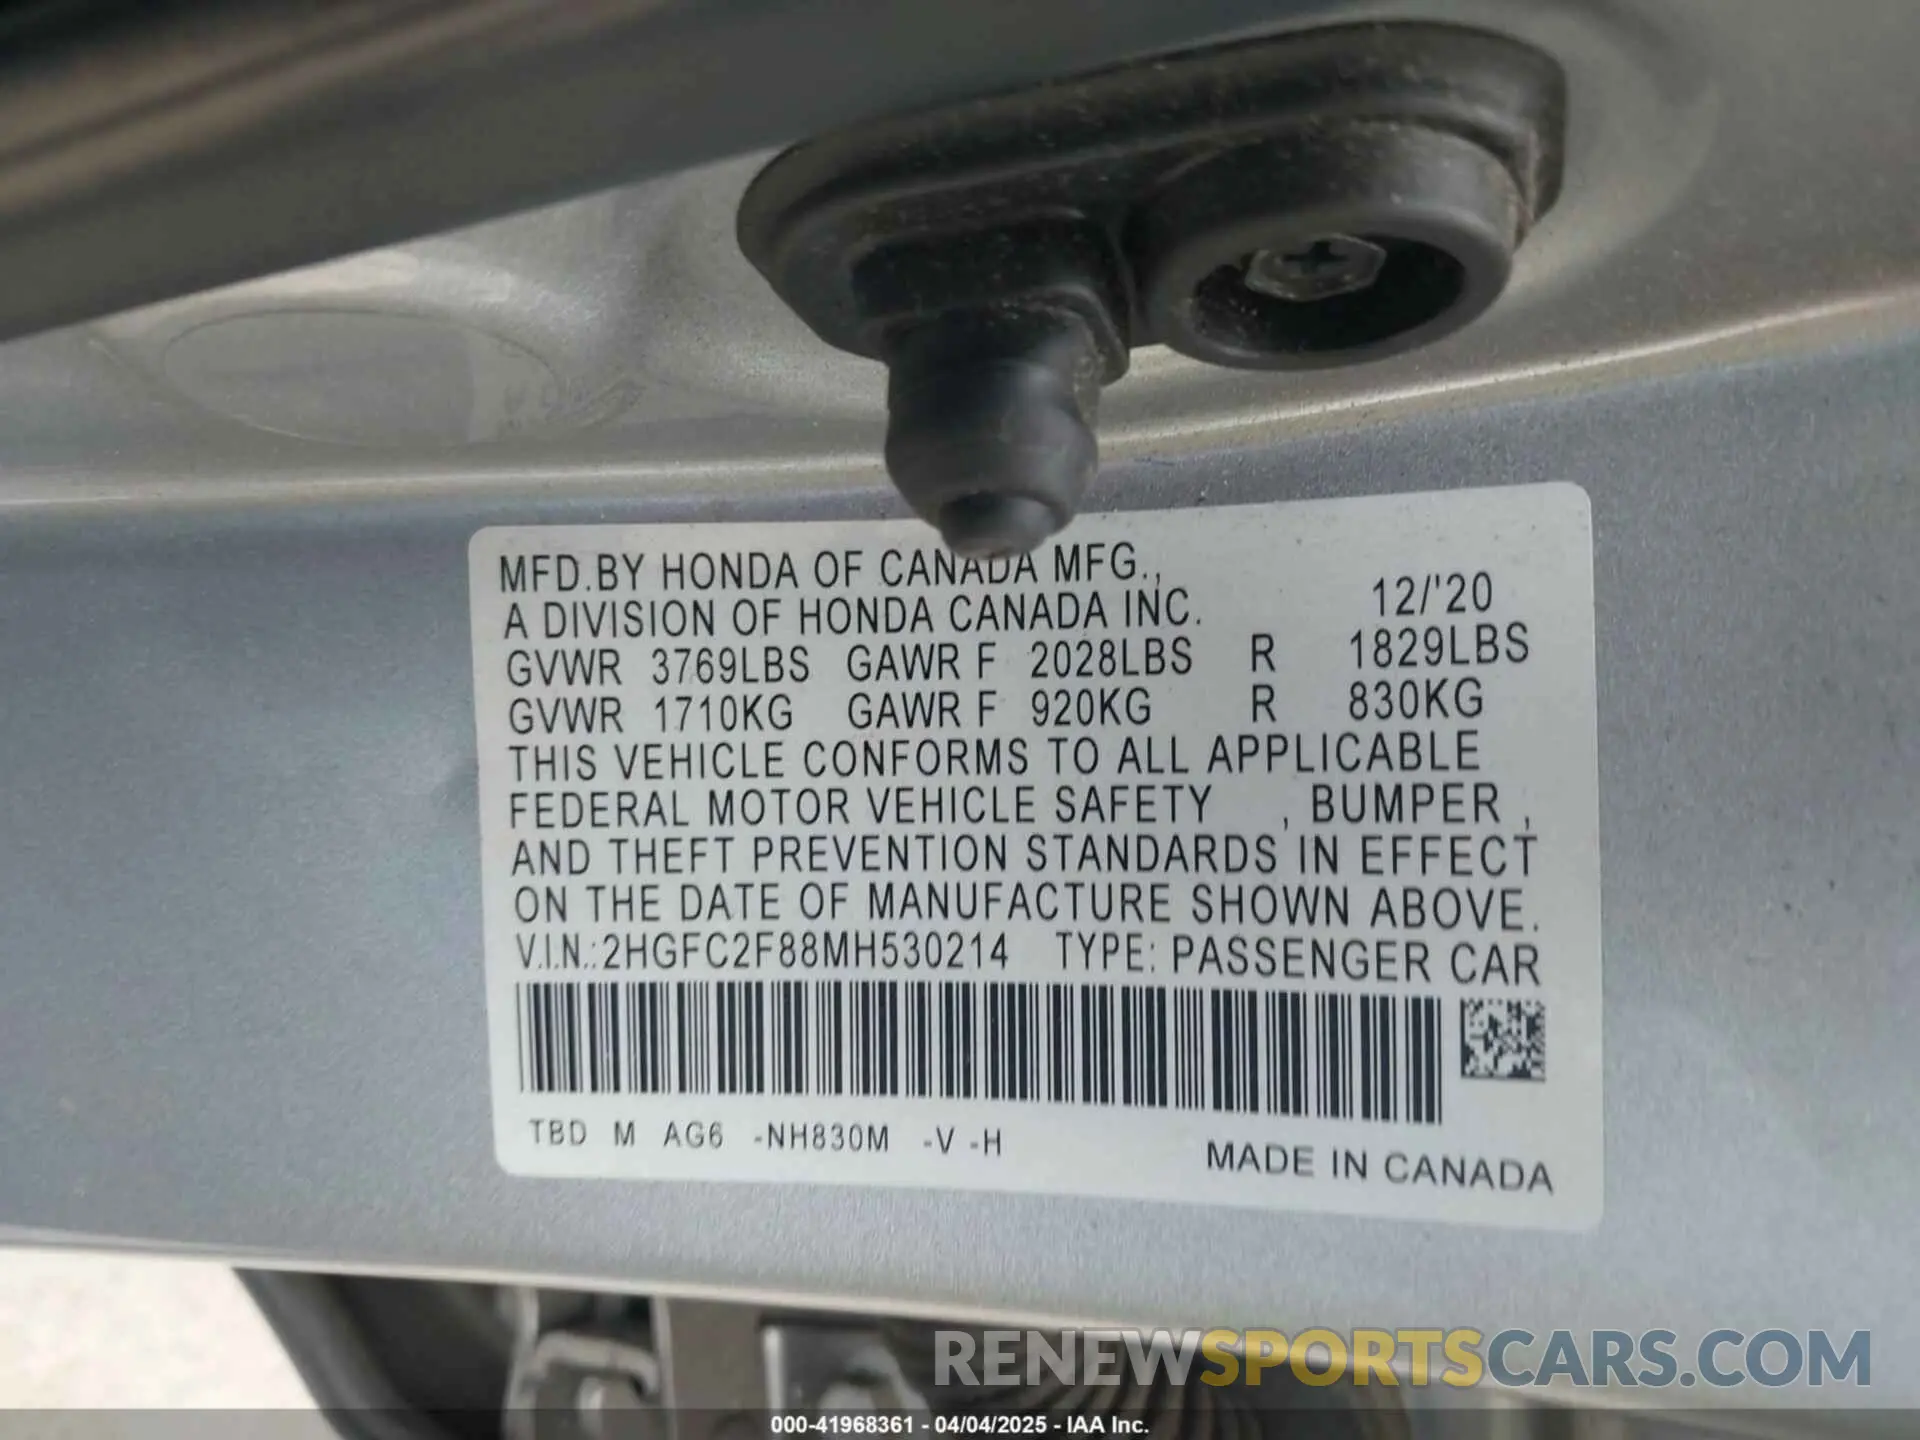 MFD.BY HONDA OF CANADA MFG.,
A DIVISION OF HONDA CANADA INC. 12/'20
GVWR 3769LBS GAWR F 2028LBS R 1829LBS
GVWR 1710KG GAWR F 920KG R 830KG
THIS VEHICLE CONFORMS TO ALL APPLICABLE
FEDERAL MOTOR VEHICLE SAFETY , BUMPER ,
AND THEFT PREVENTION STANDARDS IN EFFECT
ON THE DATE OF MANUFACTURE SHOWN ABOVE.
V.I.N.:2HGFC2F88MH530214 TYPE: PASSENGER CAR
TBD M AG6 -NH830M -V -H
MADE IN CANADA
RENEWSPORTSCARS.COM
000-41968361 - 04/04/2025 - IAA Inc.